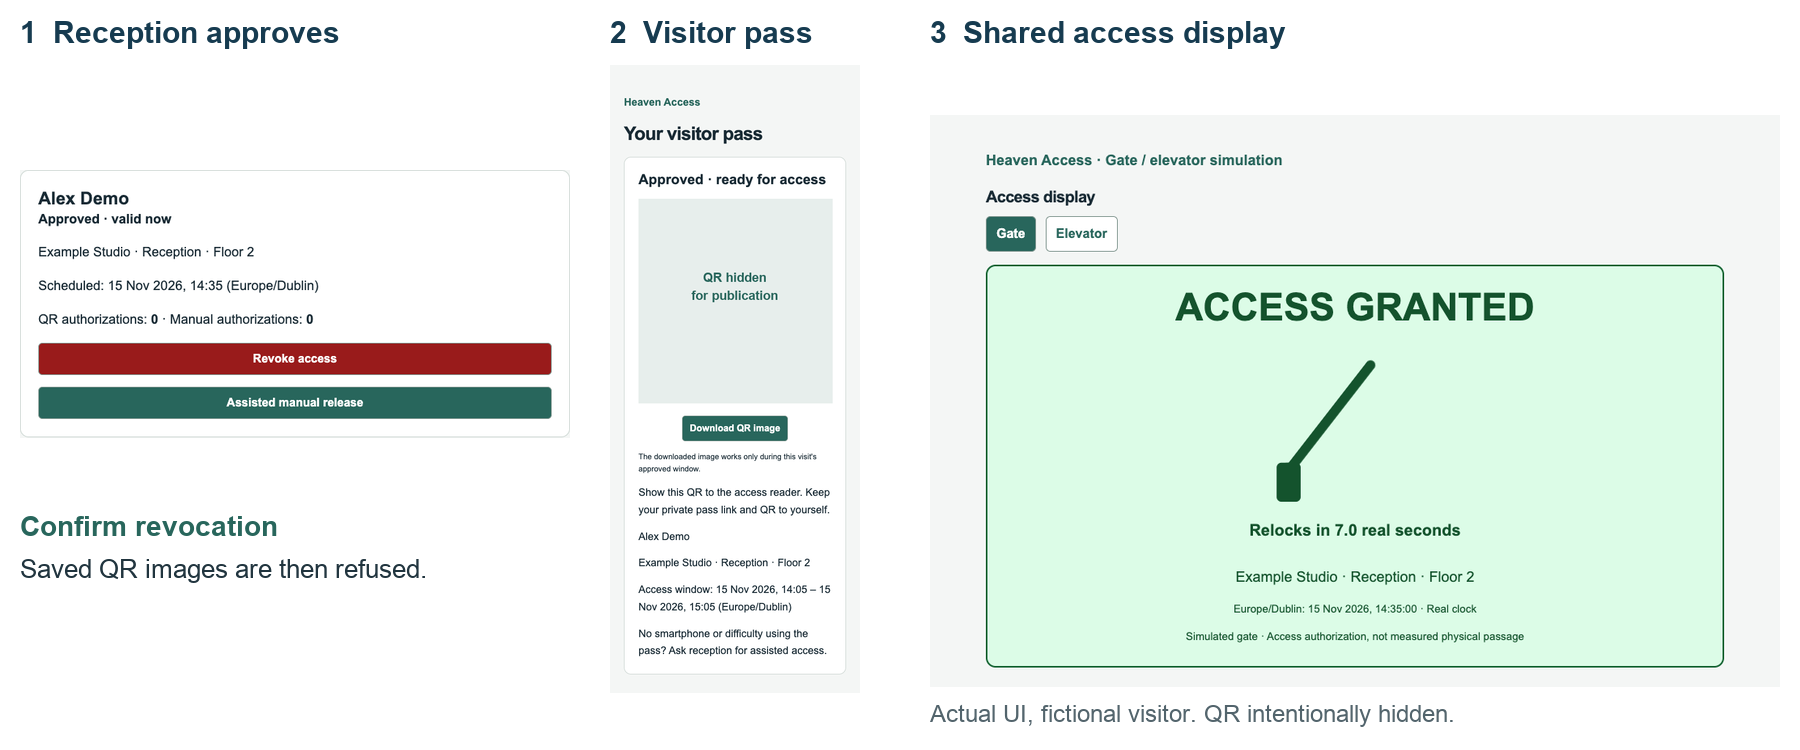 1 Reception approves
Alex Demo
Approved · valid now
Example Studio · Reception · Floor 2
Scheduled: 15 Nov 2026, 14:35 (Europe/Dublin)
QR authorizations: 0 · Manual authorizations: 0
Revoke access
Assisted manual release
Confirm revocation
Saved QR images are then refused.
2 Visitor pass
Heaven Access
Your visitor pass
Approved · ready for access
QR hidden
for publication
Download QR image
The downloaded image works only during this visit's
approved window.
Show this QR to the access reader. Keep
your private pass link and QR to yourself.
Alex Demo
Example Studio · Reception · Floor 2
Access window: 15 Nov 2026, 14:05 – 15
Nov 2026, 15:05 (Europe/Dublin)
No smartphone or difficulty using the
pass? Ask reception for assisted access.
3 Shared access display
Heaven Access · Gate / elevator simulation
Access display
Gate
Elevator
ACCESS GRANTED
Relocks in 7.0 real seconds
Example Studio · Reception · Floor 2
Europe/Dublin: 15 Nov 2026, 14:35:00 · Real clock
Simulated gate · Access authorization, not measured physical passage
Actual UI, fictional visitor. QR intentionally hidden.